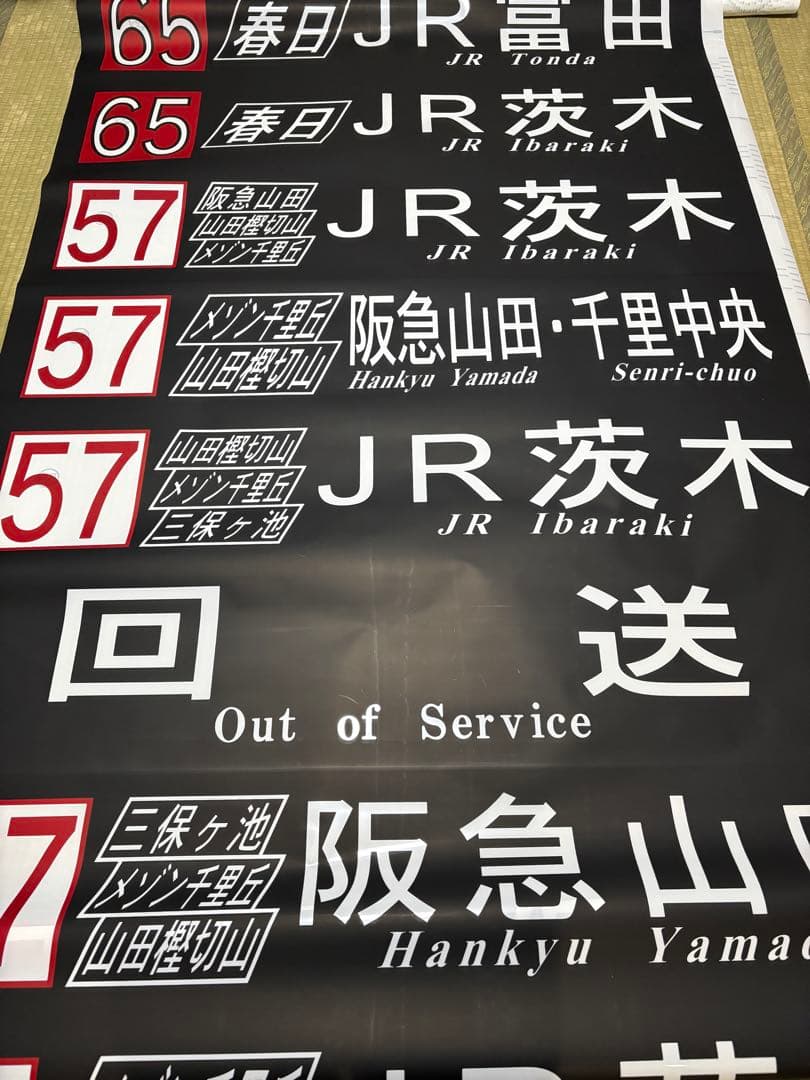 65 春日 JR富田
JR Tonda
65 春日 JR茨木
JR Ibaraki
57 阪急山田 山田樫切山 メゾン千里丘 JR茨木
JR Ibaraki
57 メゾン千里丘 山田樫切山 阪急山田・千里中央
Hankyu Yamada Senri-chuo
57 山田樫切山 メゾン千里丘 三保ヶ池 JR茨木
JR Ibaraki
回送
Out of Service
7 三保ヶ池 メゾン千里丘 山田樫切山 阪急山
Hankyu Yamad